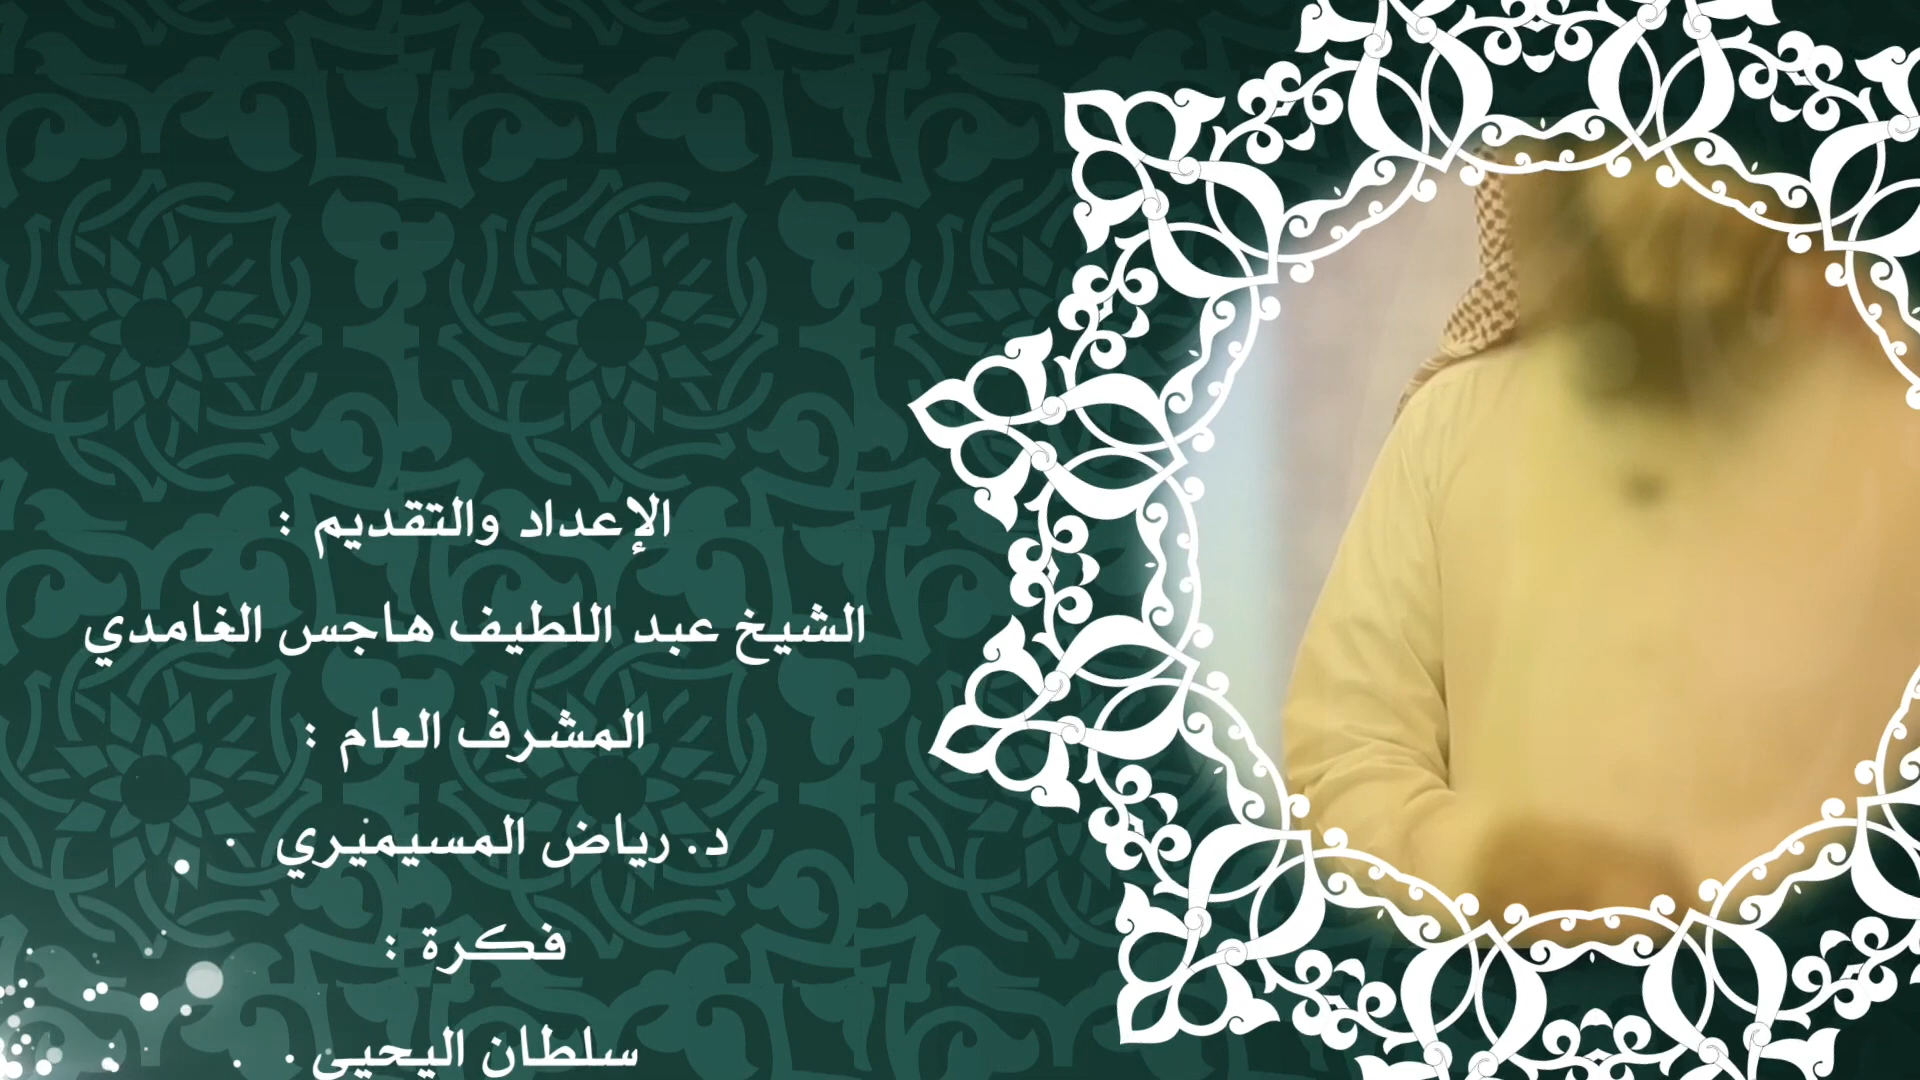 الإعداد والتقديم :
الشيخ عبد اللطيف هاجس الغامدي
المشرف العام :
د. رياض المسيميري
فكرة :
سلطان اليحيى